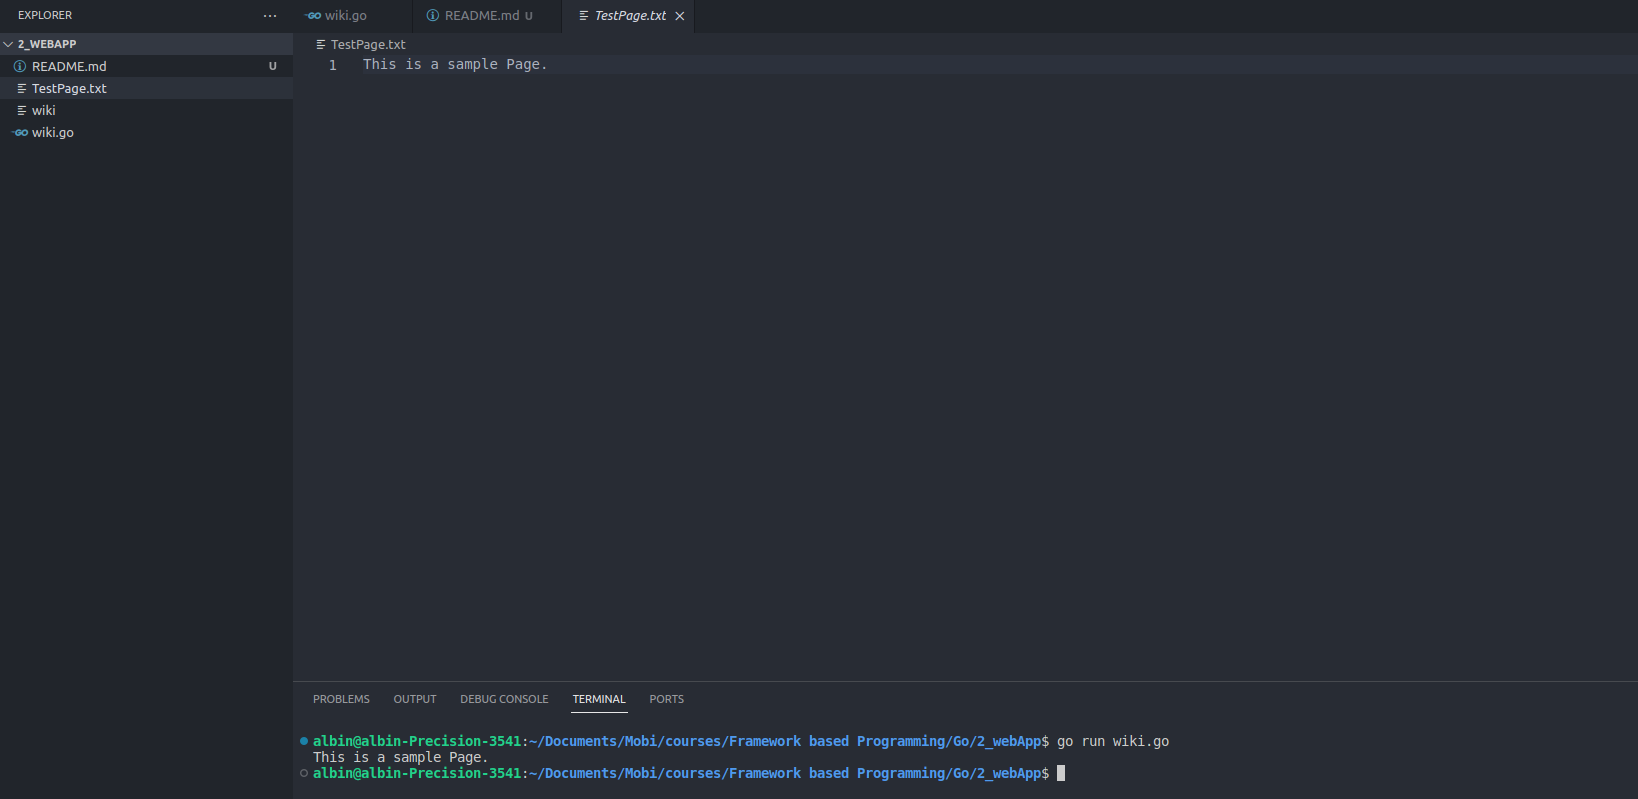 EXPLORER ···
GO wiki.go README.md U TestPage.txt
2_WEBAPP
README.md U
TestPage.txt
wiki
GO wiki.go
TestPage.txt
1 This is a sample Page.
PROBLEMS OUTPUT DEBUG CONSOLE TERMINAL PORTS
albin@albin-Precision-3541:~/Documents/Mobi/courses/Framework based Programming/Go/2_webApp$ go run wiki.go
This is a sample Page.
albin@albin-Precision-3541:~/Documents/Mobi/courses/Framework based Programming/Go/2_webApp$